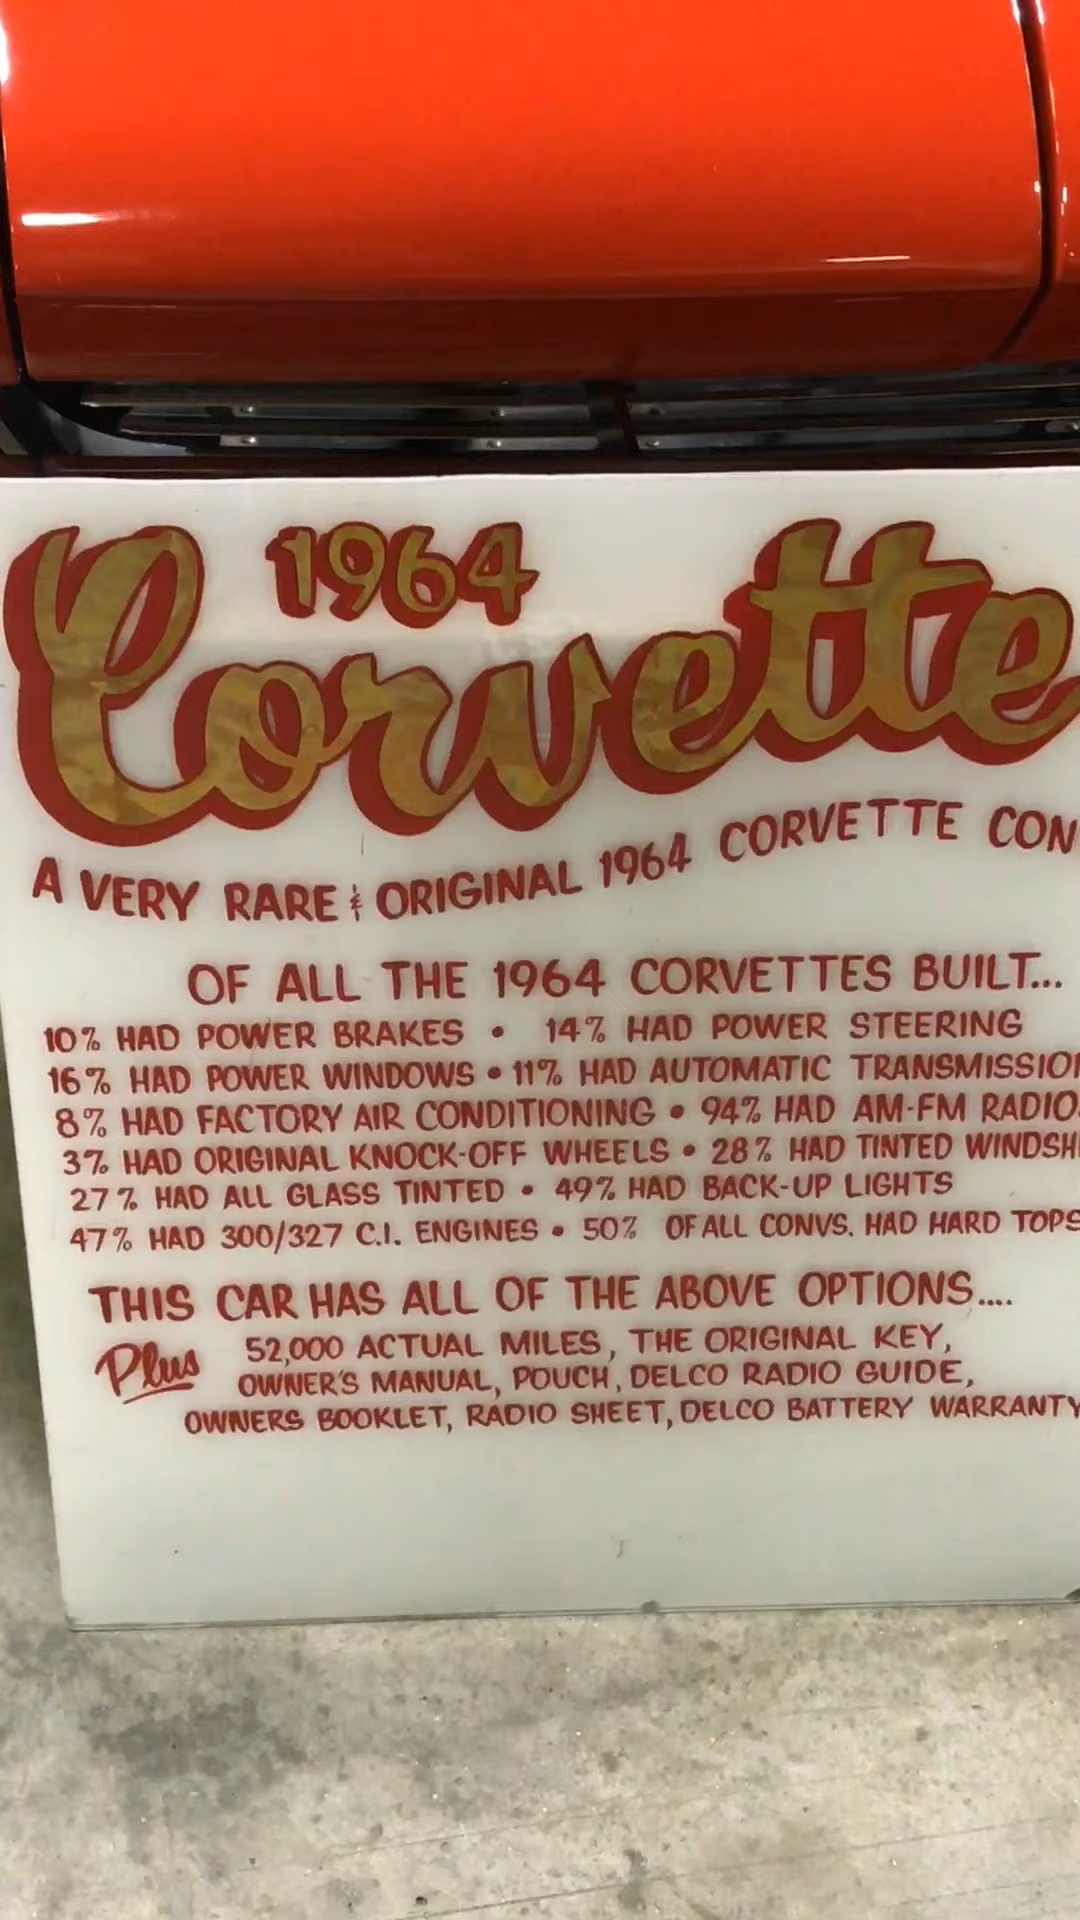 1964
Corvette
A VERY RARE & ORIGINAL 1964 CORVETTE CON
OF ALL THE 1964 CORVETTES BUILT...
10% HAD POWER BRAKES • 14% HAD POWER STEERING
16% HAD POWER WINDOWS • 11% HAD AUTOMATIC TRANSMISSION
8% HAD FACTORY AIR CONDITIONING • 94% HAD AM-FM RADIO
3% HAD ORIGINAL KNOCK-OFF WHEELS • 28% HAD TINTED WINDSHI
27% HAD ALL GLASS TINTED • 49% HAD BACK-UP LIGHTS
47% HAD 300/327 C.I. ENGINES • 50% OF ALL CONVS. HAD HARD TOPS
THIS CAR HAS ALL OF THE ABOVE OPTIONS....
Plus 52,000 ACTUAL MILES, THE ORIGINAL KEY,
OWNER'S MANUAL, POUCH, DELCO RADIO GUIDE,
OWNERS BOOKLET, RADIO SHEET, DELCO BATTERY WARRANTY